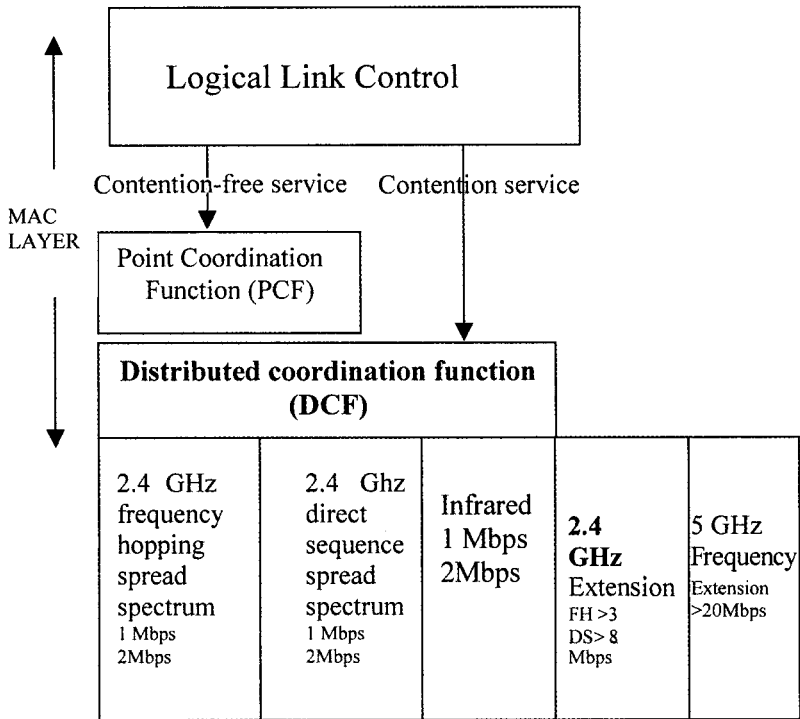 Logical Link Control
Contention-free service
Contention service
MAC
LAYER
Point Coordination
Function (PCF)
Distributed coordination function
(DCF)
2.4 GHz
frequency
hopping
spread
spectrum
1 Mbps
2Mbps
2.4 Ghz
direct
sequence
spread
spectrum
1 Mbps
2Mbps
Infrared
1 Mbps
2Mbps
2.4
GHz
Extension
FH >3
DS> 8
Mbps
5 GHz
Frequency
Extension
>20Mbps